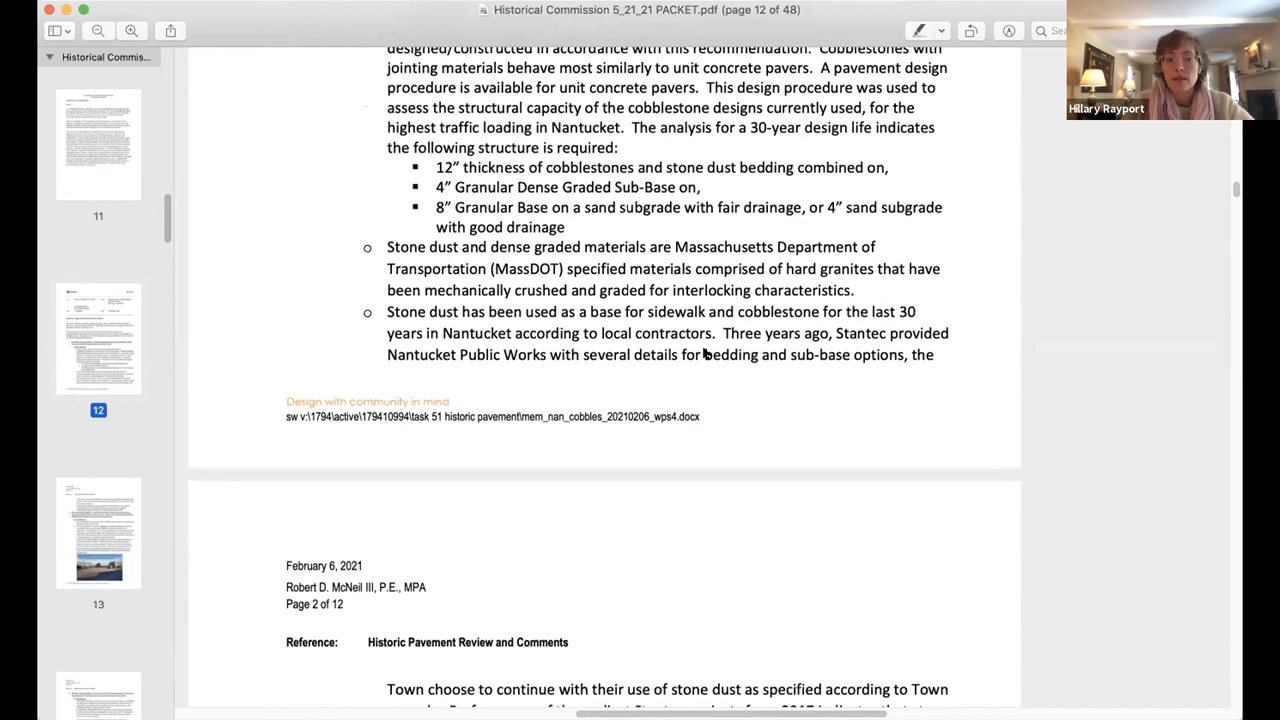 Historical Commission 5_21_21 PACKET.pdf (page 12 of 48)
Historical Commis...
11
12
13
designed/constructed in accordance with this recommendation. Cobblestones with
jointing materials behave most similarly to unit concrete pavers. A pavement design
procedure is available for unit concrete pavers. This design procedure was used to
assess the structural capacity of the cobblestone design currently used, for the
highest traffic loading in Nantucket. The analysis for a 30-year design life indicates
the following structure is required:
▪ 12” thickness of cobblestones and stone dust bedding combined on,
▪ 4” Granular Dense Graded Sub-Base on,
▪ 8” Granular Base on a sand subgrade with fair drainage, or 4” sand subgrade
with good drainage
o Stone dust and dense graded materials are Massachusetts Department of
Transportation (MassDOT) specified materials comprised of hard granites that have
been mechanically crushed and graded for interlocking characteristics.
o Stone dust has been used as a base for sidewalk and cobblestone for the last 30
years in Nantucket according to local contractors. Three years ago, Stantec provided
Nantucket Public Works with several details for bedding and sub-base options, the
Design with community in mind
sw v:\1794\active\179410994\task 51 historic pavement\mem_nan_cobbles_20210206_wps4.docx
February 6, 2021
Robert D. McNeil III, P.E., MPA
Page 2 of 12
Reference: Historic Pavement Review and Comments
Town choose to continue with their use of stone dust as specified according to Town
Hillary Rayport